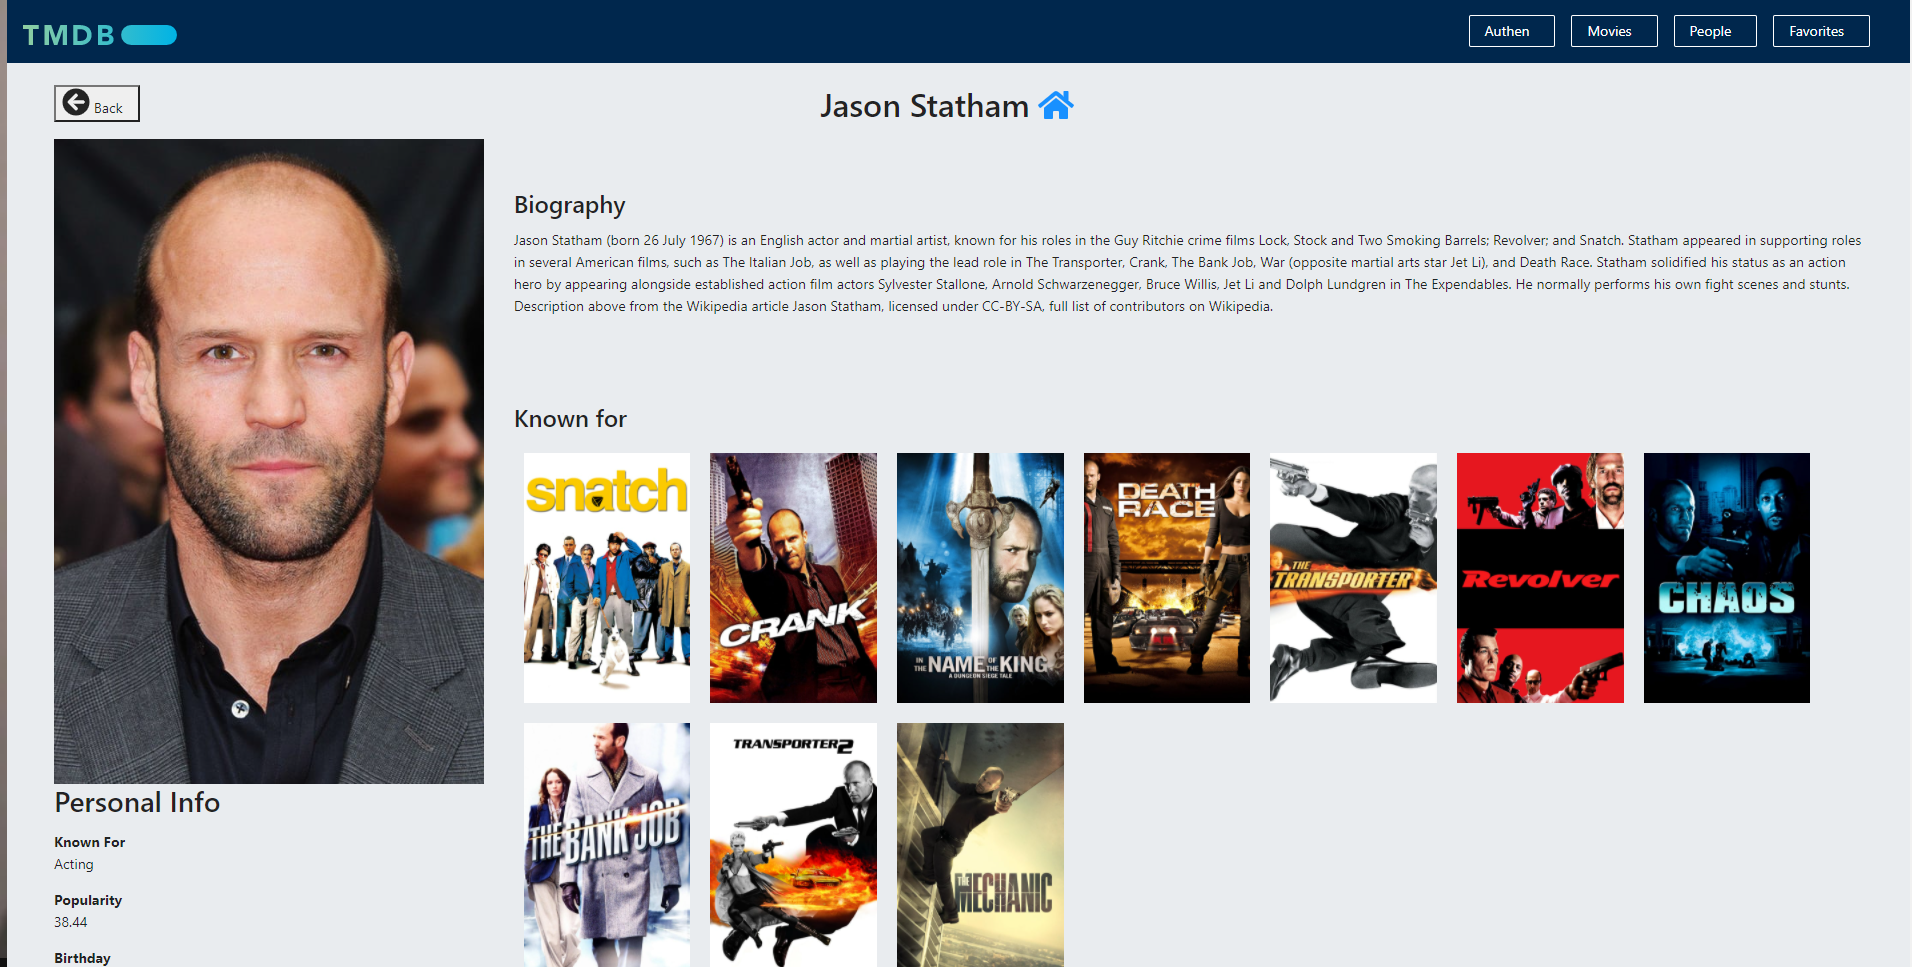 TMDB
Authen
Movies
People
Favorites
Back
Jason Statham
Biography
Jason Statham (born 26 July 1967) is an English actor and martial artist, known for his roles in the Guy Ritchie crime films Lock, Stock and Two Smoking Barrels; Revolver; and Snatch. Statham appeared in supporting roles
in several American films, such as The Italian Job, as well as playing the lead role in The Transporter, Crank, The Bank Job, War (opposite martial arts star Jet Li), and Death Race. Statham solidified his status as an action
hero by appearing alongside established action film actors Sylvester Stallone, Arnold Schwarzenegger, Bruce Willis, Jet Li and Dolph Lundgren in The Expendables. He normally performs his own fight scenes and stunts.
Description above from the Wikipedia article Jason Statham, licensed under CC-BY-SA, full list of contributors on Wikipedia.
Known for
snatch
CRANK
IN THE NAME OF THE KING
A DUNGEON SIEGE TALE
DEATH
RACE
THE
TRANSPORTER
Revolver
CHAOS
THE BANK JOB
TRANSPORTER 2
THE MECHANIC
Personal Info
Known For
Acting
Popularity
38.44
Birthday